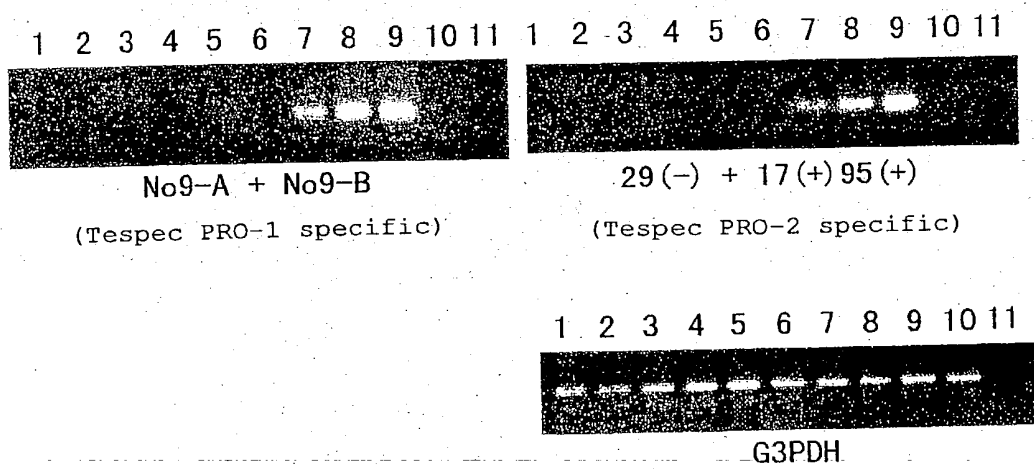 1 2 3 4 5 6 7 8 9 10 11
1 2 3 4 5 6 7 8 9 10 11
No9-A + No9-B
(Tespec PRO-1 specific)
29(-) + 17(+)95(+)
(Tespec PRO-2 specific)
1 2 3 4 5 6 7 8 9 10 11
G3PDH